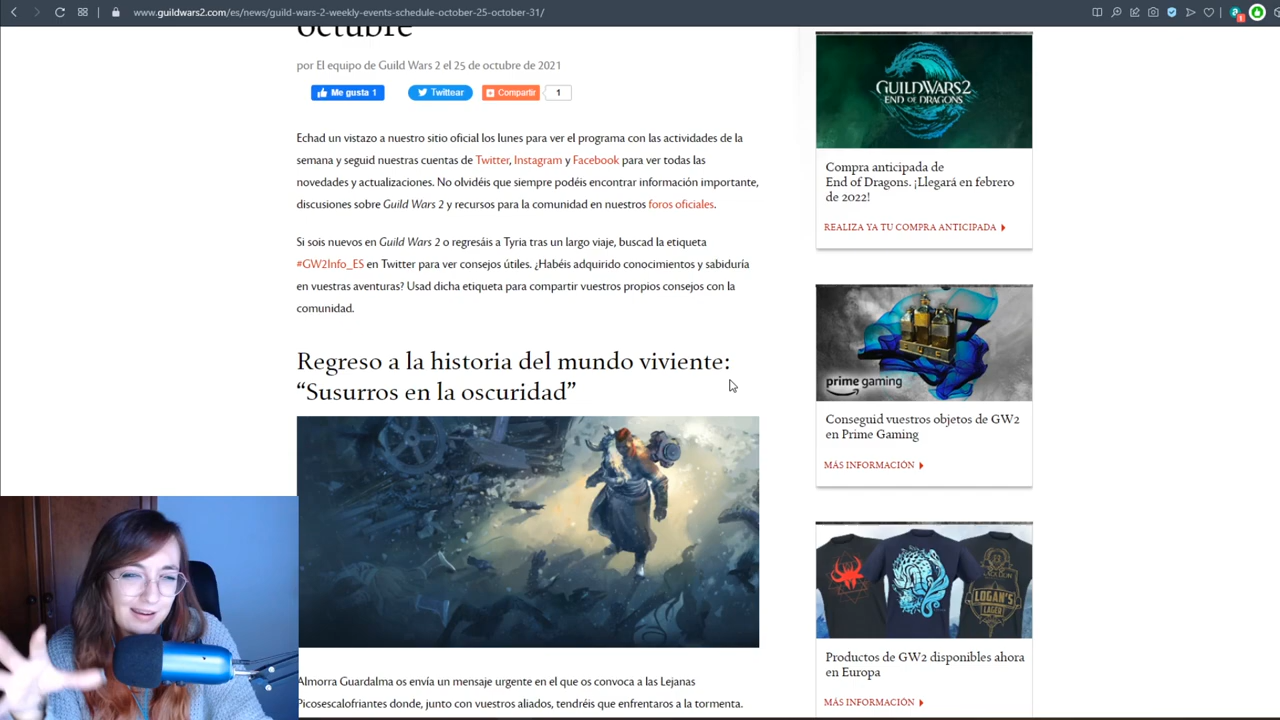 www.guildwars2.com/es/news/guild-wars-2-weekly-events-schedule-october-25-october-31/
octubre
por El equipo de Guild Wars 2 el 25 de octubre de 2021
Me gusta 1
Twittear
Compartir
1
Echad un vistazo a nuestro sitio oficial los lunes para ver el programa con las actividades de la
semana y seguid nuestras cuentas de Twitter, Instagram y Facebook para ver todas las
novedades y actualizaciones. No olvidéis que siempre podéis encontrar información importante,
discusiones sobre Guild Wars 2 y recursos para la comunidad en nuestros foros oficiales.
Si sois nuevos en Guild Wars 2 o regresáis a Tyria tras un largo viaje, buscad la etiqueta
#GW2Info_ES en Twitter para ver consejos útiles. ¿Habéis adquirido conocimientos y sabiduría
en vuestras aventuras? Usad dicha etiqueta para compartir vuestros propios consejos con la
comunidad.
Regreso a la historia del mundo viviente:
“Susurros en la oscuridad”
Almorra Guardalma os envía un mensaje urgente en el que os convoca a las Lejanas
Picosescalofriantes donde, junto con vuestros aliados, tendréis que enfrentaros a la tormenta.
GUILDWARS2
END OF DRAGONS
Compra anticipada de
End of Dragons. ¡Llegará en febrero
de 2022!
REALIZA YA TU COMPRA ANTICIPADA
prime gaming
Conseguid vuestros objetos de GW2
en Prime Gaming
MÁS INFORMACIÓN
LOGAN'S
LAGER
Productos de GW2 disponibles ahora
en Europa
MÁS INFORMACIÓN